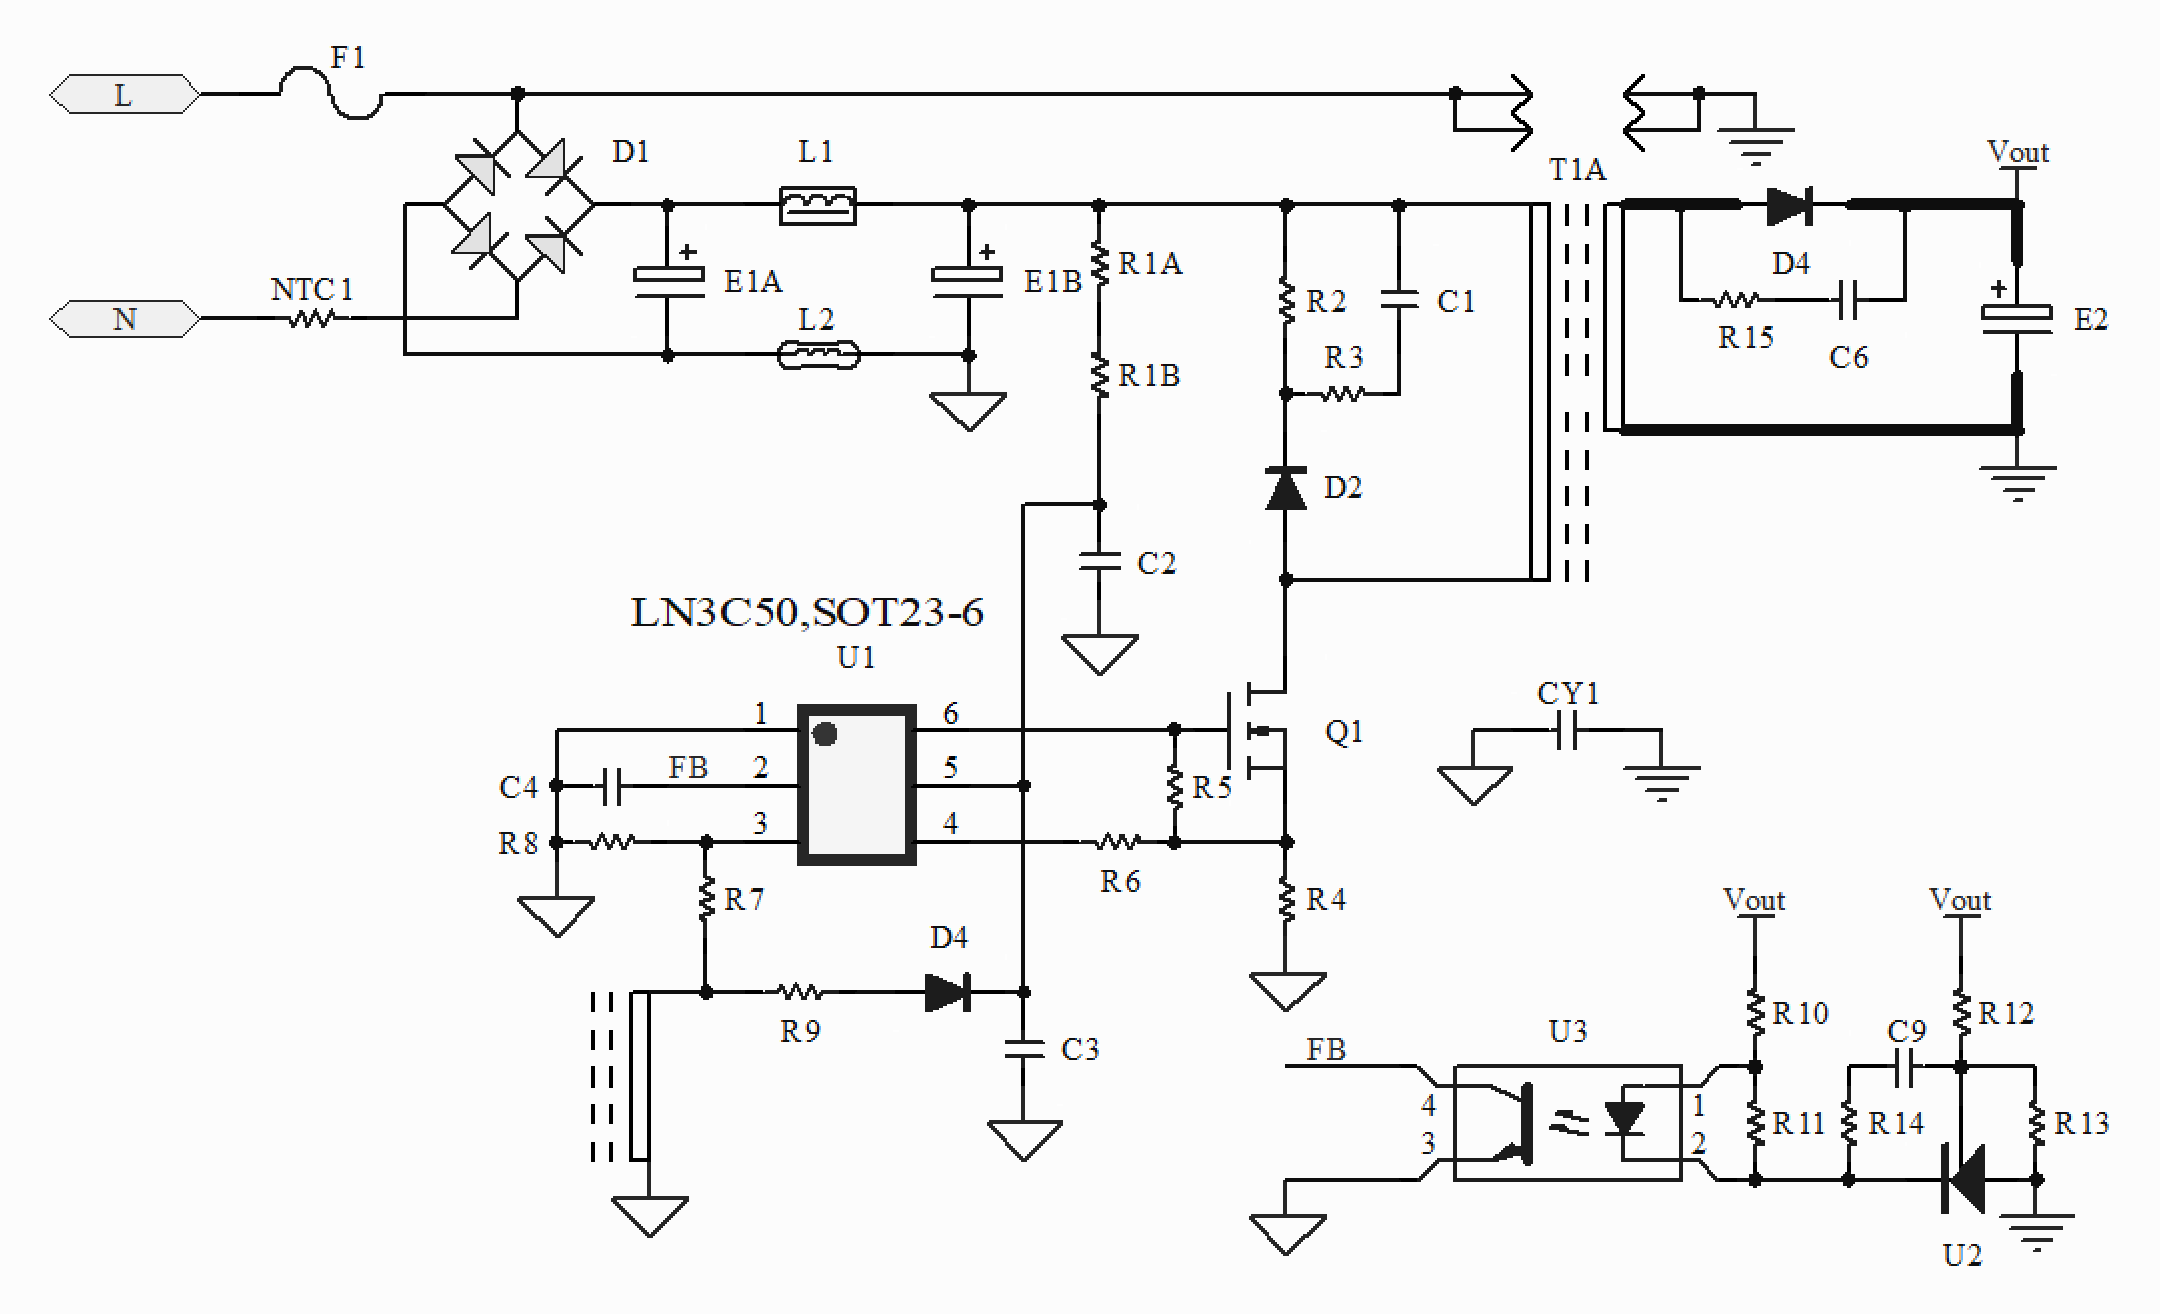 F1
L
D1
L1
T1A
Vout
NTC1
N
E1A
L2
E1B
R1A
R1B
R2
C1
R3
D4
R15
C6
+
+
+
E2
D2
C2
LN3C50,SOT23-6
U1
CY1
Q1
1
6
C4
FB
2
5
R5
R8
3
4
R6
R7
R4
D4
R9
C3
Vout
Vout
R10
R12
U3
C9
FB
4
1
R11
R14
R13
3
2
U2